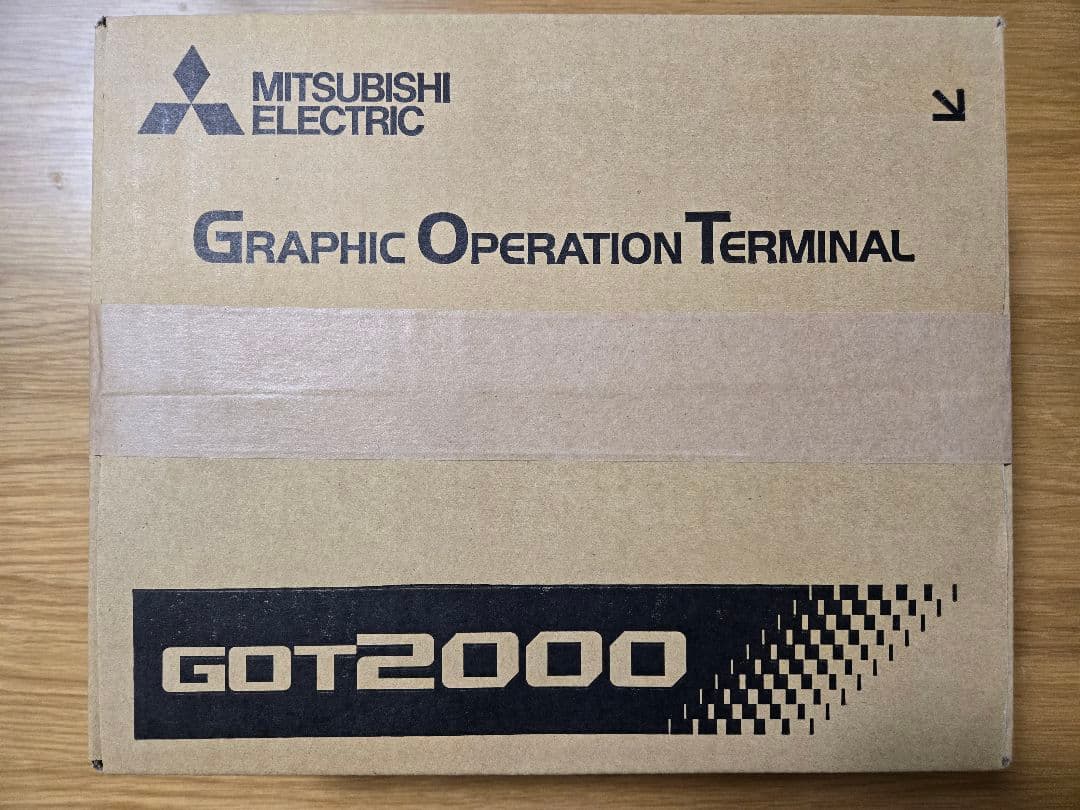 MITSUBISHI
ELECTRIC
GRAPHIC OPERATION TERMINAL
GOT2000